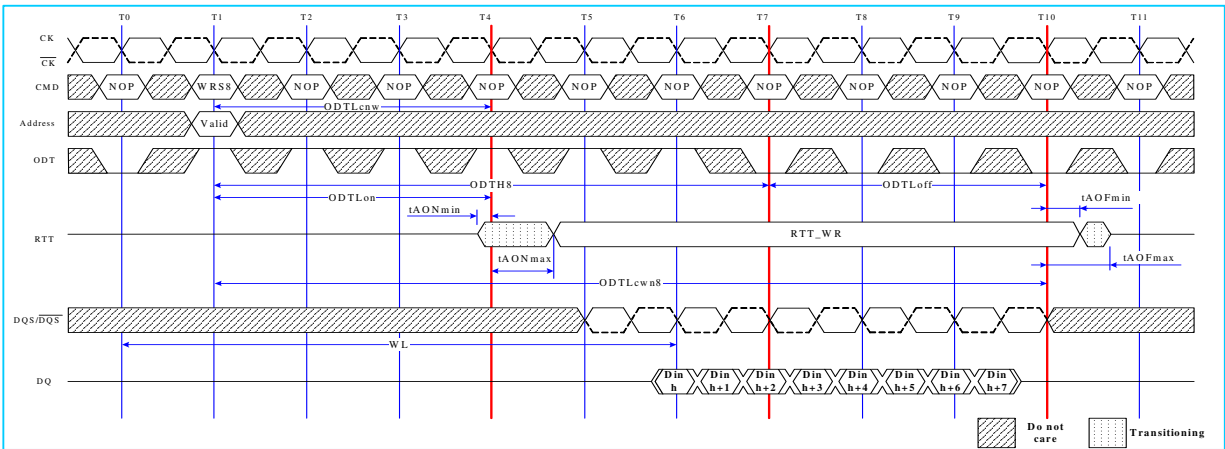 T0 T1 T2 T3 T4 T5 T6 T7 T8 T9 T10 T11
CK
CK
CMD NOP WRS8 NOP NOP NOP NOP NOP NOP NOP NOP NOP NOP
ODTLcnw
Address Valid
ODT
ODTH8 ODTLoff
ODTLon tAOFmin
tAONmin
RTT RTT_WR
tAONmax tAOFmax
ODTLcwn8
DQS/DQS
WL
DQ Din h Din h+1 Din h+2 Din h+3 Din h+4 Din h+5 Din h+6 Din h+7
Do not care Transitioning